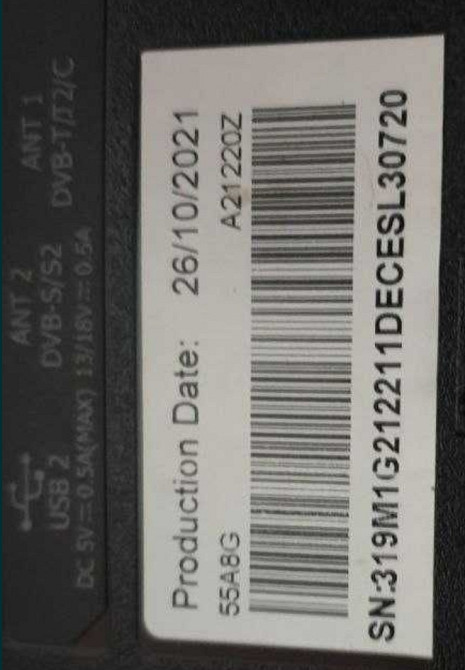 ANT 2
ANT 1
USB 2
DVB-S/S2
DVB-T/T2/C
DC 5V⎓0.5A(MAX)
13/18V⎓0.5A
Production Date: 26/10/2021
55A8G
A21220Z
SN:319M1G212211DECESL30720